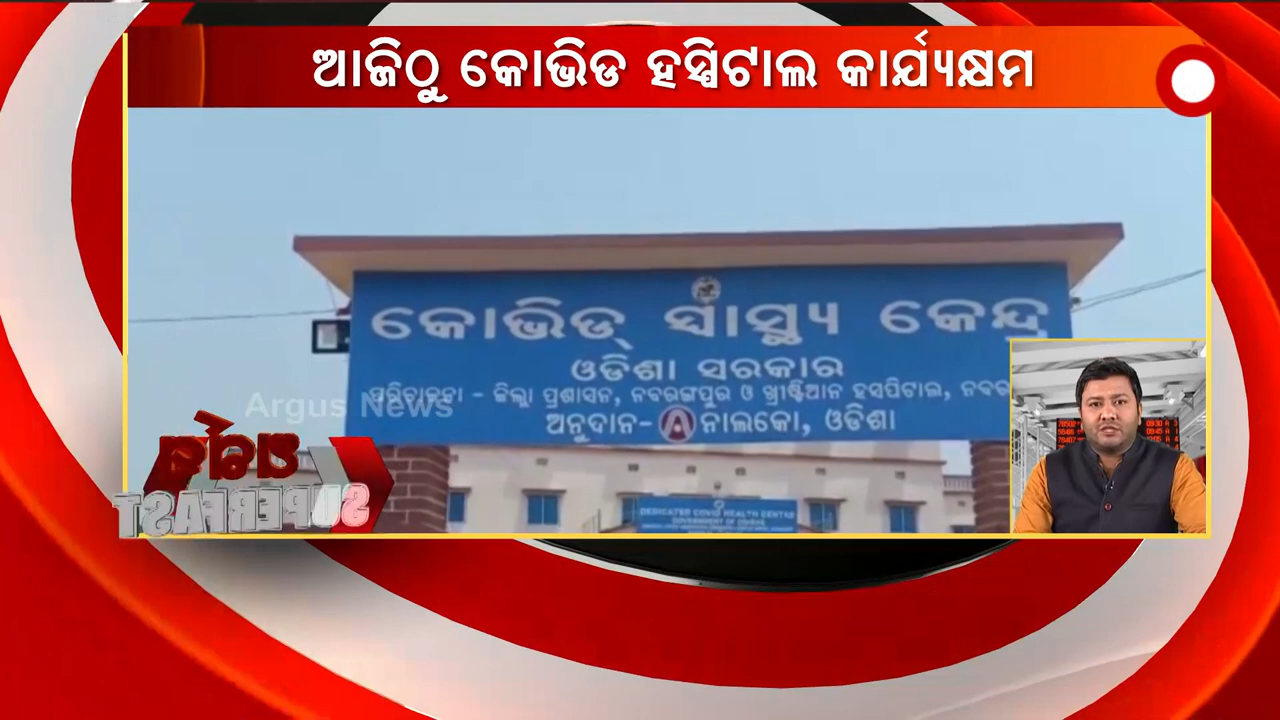 ଆଜିଠୁ କୋଭିଡ ହସ୍ପିଟାଲ କାର୍ଯ୍ୟକ୍ଷମ
କୋଭିଡ୍ ସ୍ୱାସ୍ଥ୍ୟ କେନ୍ଦ୍ର
ଓଡିଶା ସରକାର
ପରିଚାଳନା - ଜିଲ୍ଲା ପ୍ରଶାସନ, ନବରଙ୍ଗପୁର ଓ ଖ୍ରୀଷ୍ଟିଆନ ହସପିଟାଲ,
ଅନୁଦାନ- ନାଲକୋ, ଓଡିଶା
Argus News
SUPERFAST
DEDICATED COVID HEALTH CENTRE
GOVERNMENT OF ODISHA